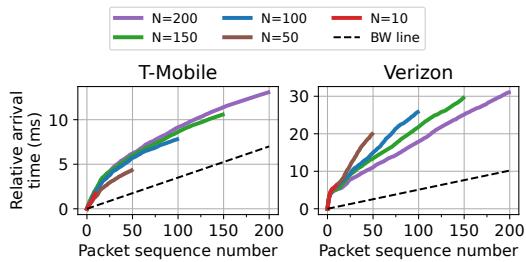 N=200 N=100 N=10
N=150 N=50 BW line
T-Mobile Verizon
Relative arrival
time (ms)
10
5
0
30
20
10
0
0 50 100 150 200 0 50 100 150 200
Packet sequence number Packet sequence number